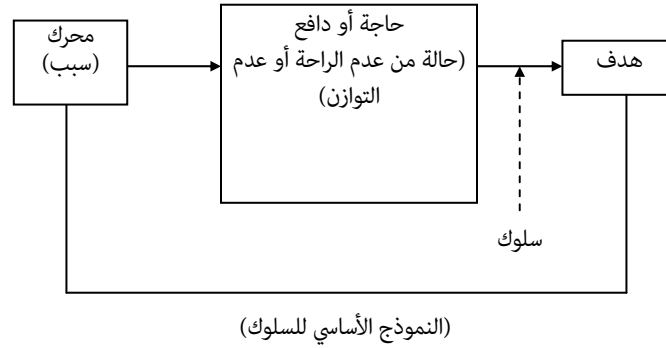 محرك
(سبب)
حاجة أو دافع
(حالة من عدم الراحة أو عدم
التوازن)
هدف
سلوك
(النموذج الأساسي للسلوك)